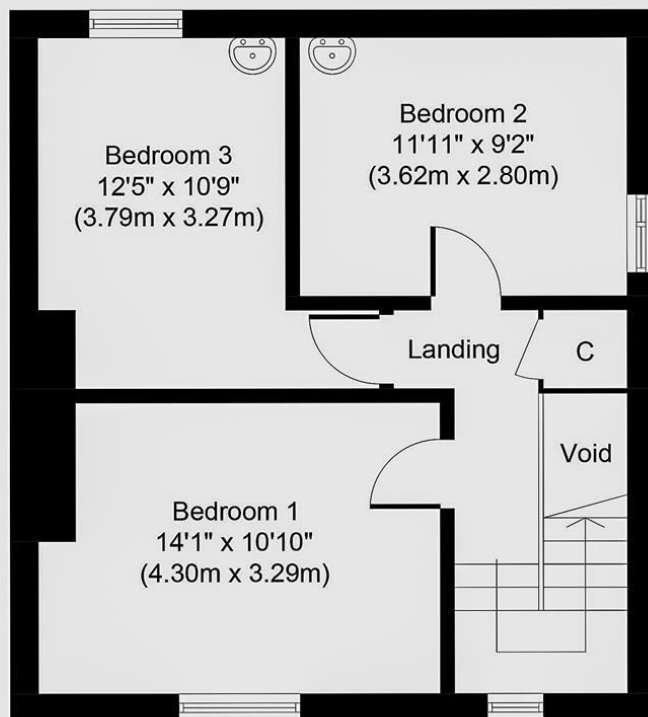 Bedroom 3
12'5" x 10'9"
(3.79m x 3.27m)
Bedroom 2
11'11" x 9'2"
(3.62m x 2.80m)
Landing
C
Void
Bedroom 1
14'1" x 10'10"
(4.30m x 3.29m)